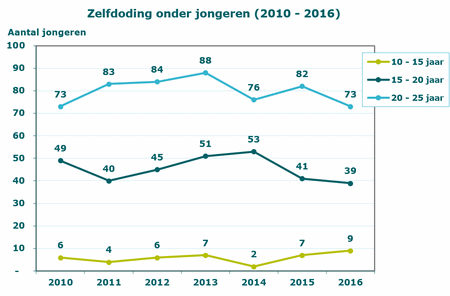 Zelfdoding onder jongeren (2010 - 2016)
Aantal jongeren
100
90
80
70
60
50
40
30
20
10
-
73 83 84 88 76 82 73
49 40 45 51 53 41 39
6 4 6 7 2 7 9
2010 2011 2012 2013 2014 2015 2016
10 - 15 jaar
15 - 20 jaar
20 - 25 jaar